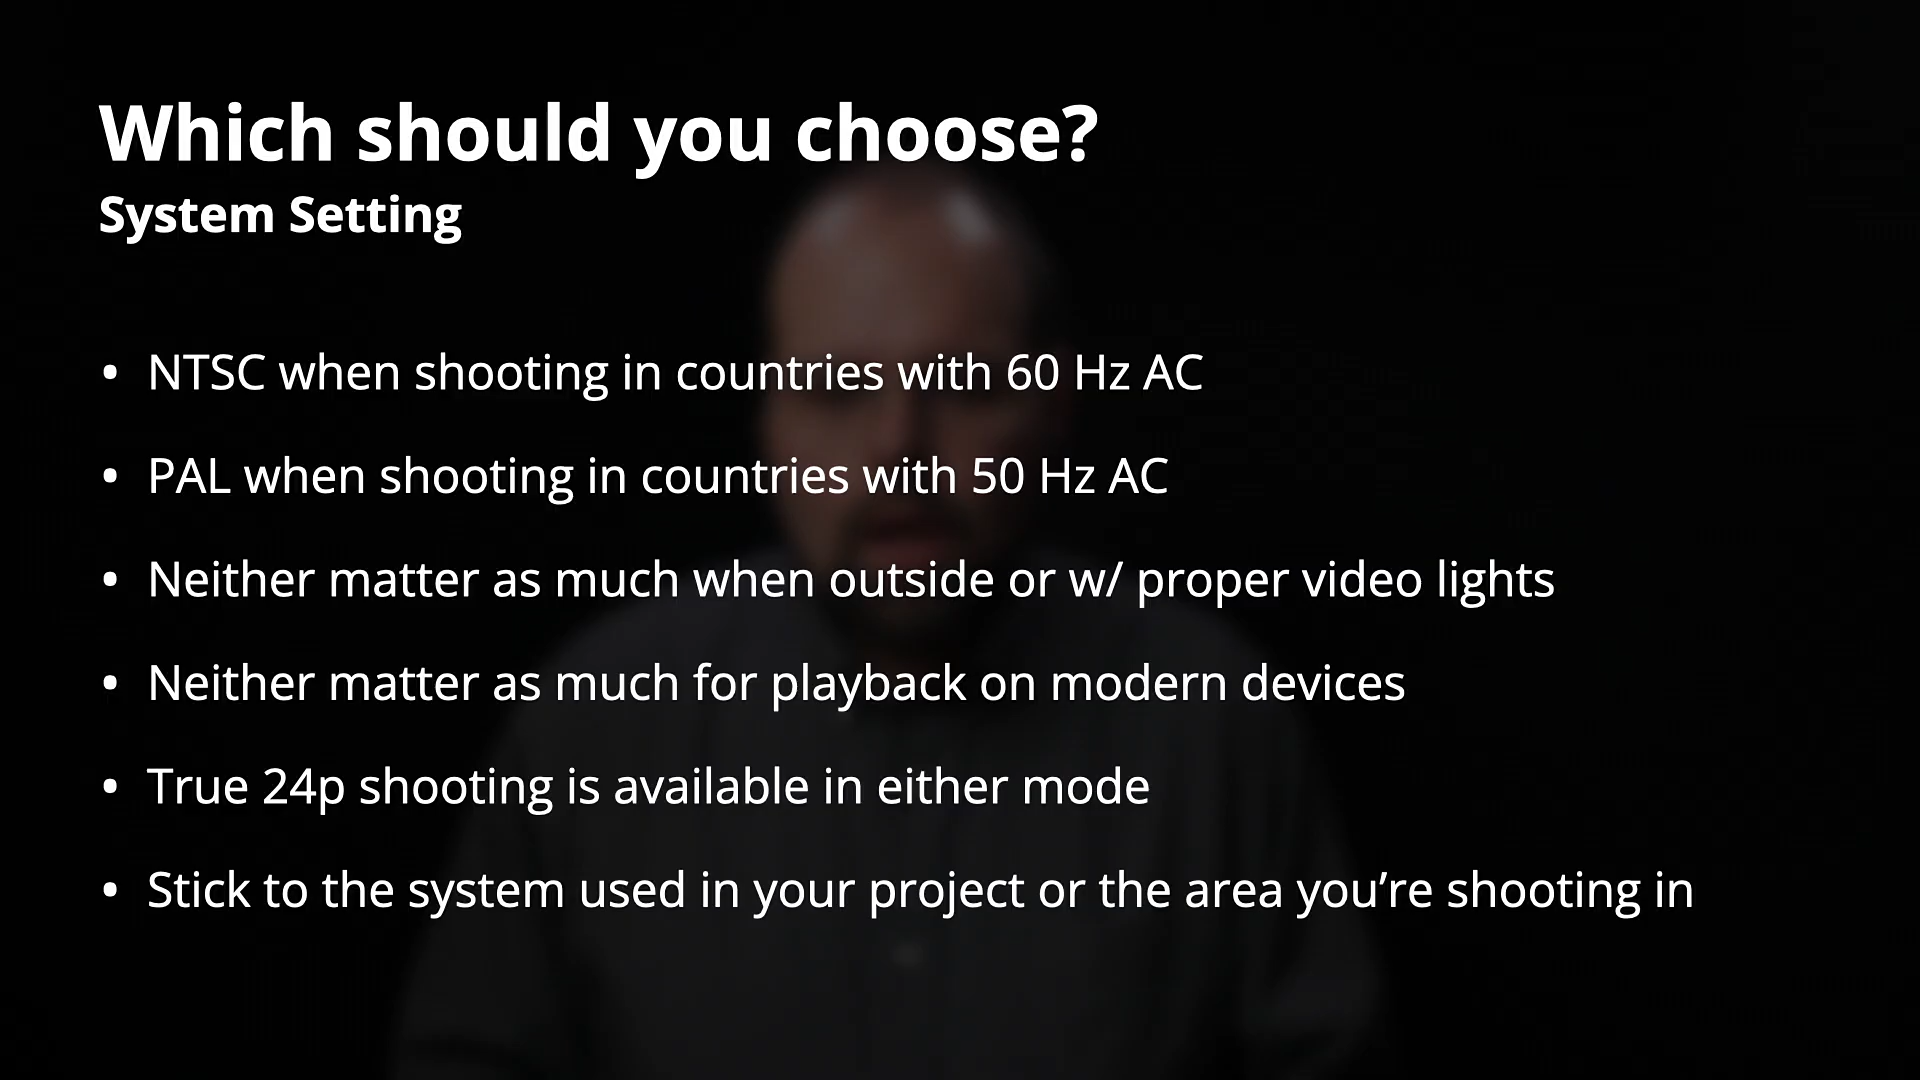 Which should you choose?
System Setting
• NTSC when shooting in countries with 60 Hz AC
• PAL when shooting in countries with 50 Hz AC
• Neither matter as much when outside or w/ proper video lights
• Neither matter as much for playback on modern devices
• True 24p shooting is available in either mode
• Stick to the system used in your project or the area you’re shooting in